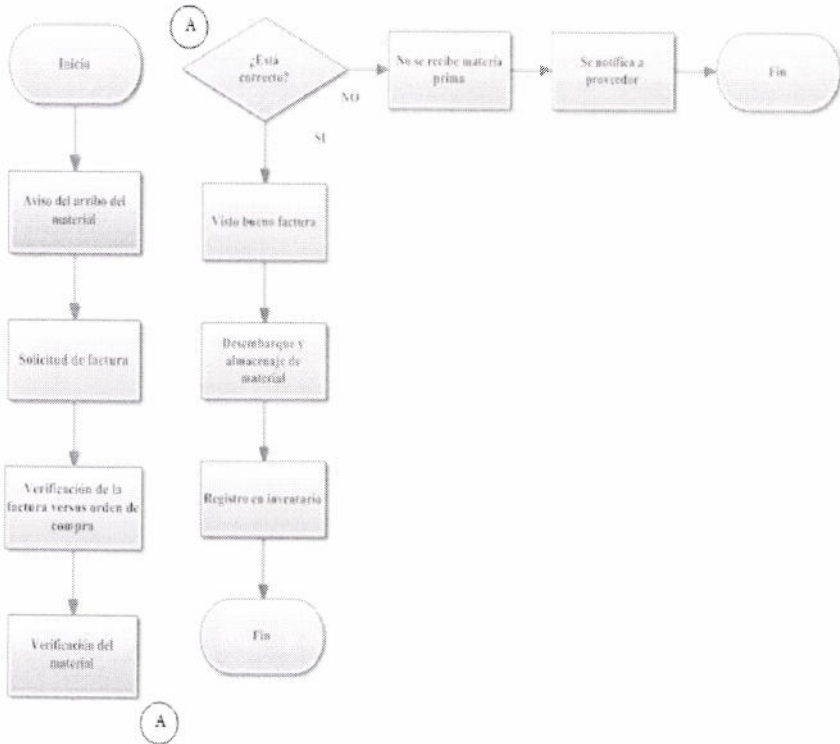 Inicio
Aviso del arribo del
material
Solicitud de factura
Verificación de la
factura versus orden de
compra
Verificación del
material
A
A
¿Está
correcto?
NO
SI
No se recibe materia
prima
Se notifica a
proveedor
Fin
Visto bueno factura
Desembarque y
almacenaje de
material
Registro en inventario
Fin